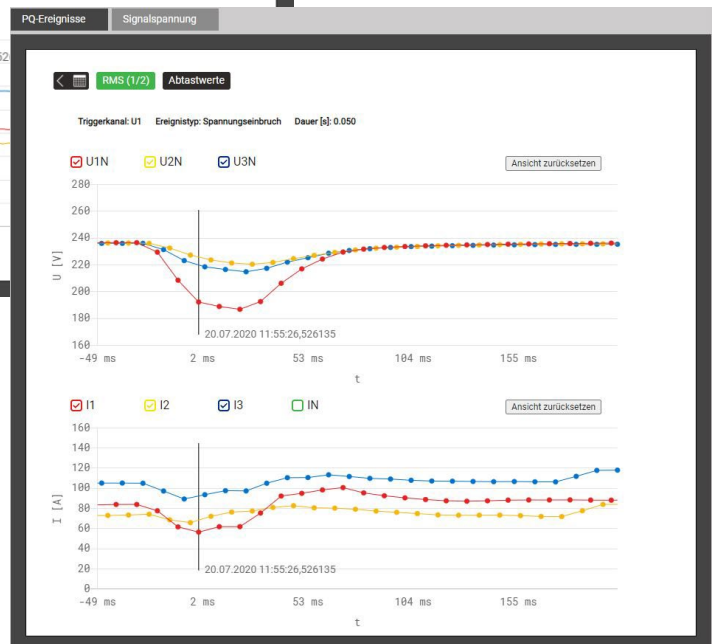 PQ-Ereignisse Signalspannung
RMS (1/2) Abtastwerte
Triggerkanal: U1 Ereignistyp: Spannungseinbruch Dauer [s]: 0.050
U1N U2N U3N Ansicht zurücksetzen
280
260
240
220
200
180
160
U [V]
20.07.2020 11:55:26,526135
-49 ms 2 ms 53 ms 104 ms 155 ms
t
I1 I2 I3 IN Ansicht zurücksetzen
160
140
120
100
80
60
40
20
0
I [A]
20.07.2020 11:55:26,526135
-49 ms 2 ms 53 ms 104 ms 155 ms
t